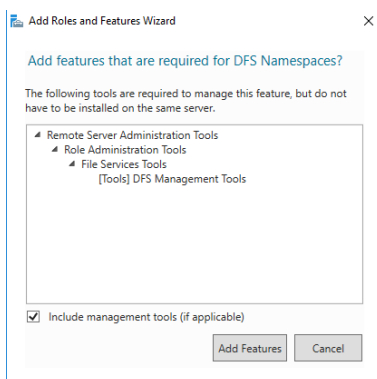 Add Roles and Features Wizard
Add features that are required for DFS Namespaces?
The following tools are required to manage this feature, but do not
have to be installed on the same server.
Remote Server Administration Tools
Role Administration Tools
File Services Tools
[Tools] DFS Management Tools
Include management tools (if applicable)
Add Features
Cancel